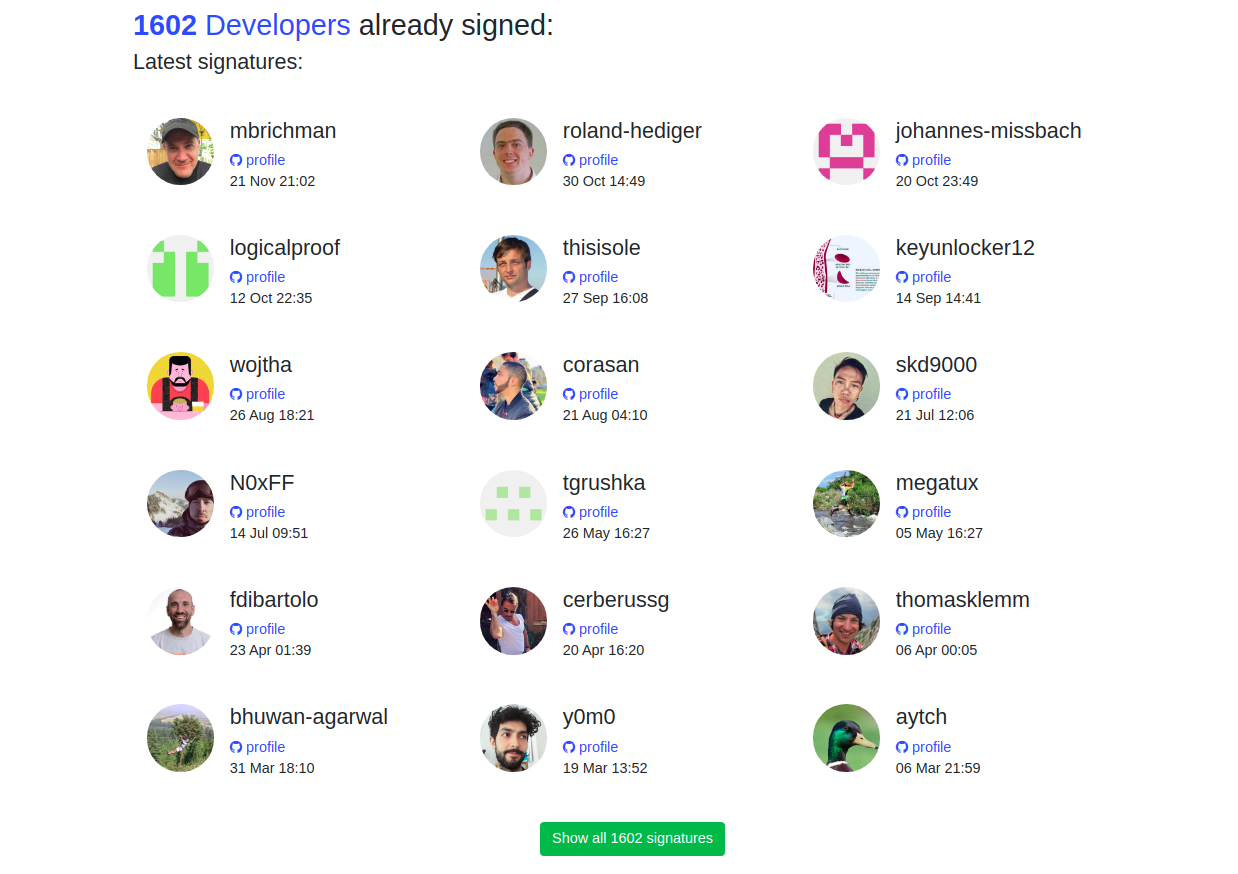 1602 Developers already signed:
Latest signatures:
mbrichman
profile
21 Nov 21:02
roland-hediger
profile
30 Oct 14:49
johannes-missbach
profile
20 Oct 23:49
logicalproof
profile
12 Oct 22:35
thisisole
profile
27 Sep 16:08
keyunlocker12
profile
14 Sep 14:41
wojtha
profile
26 Aug 18:21
corasan
profile
21 Aug 04:10
skd9000
profile
21 Jul 12:06
N0xFF
profile
14 Jul 09:51
tgrushka
profile
26 May 16:27
megatux
profile
05 May 16:27
fdibartolo
profile
23 Apr 01:39
cerberussg
profile
20 Apr 16:20
thomasklemm
profile
06 Apr 00:05
bhuwan-agarwal
profile
31 Mar 18:10
y0m0
profile
19 Mar 13:52
aytch
profile
06 Mar 21:59
Show all 1602 signatures